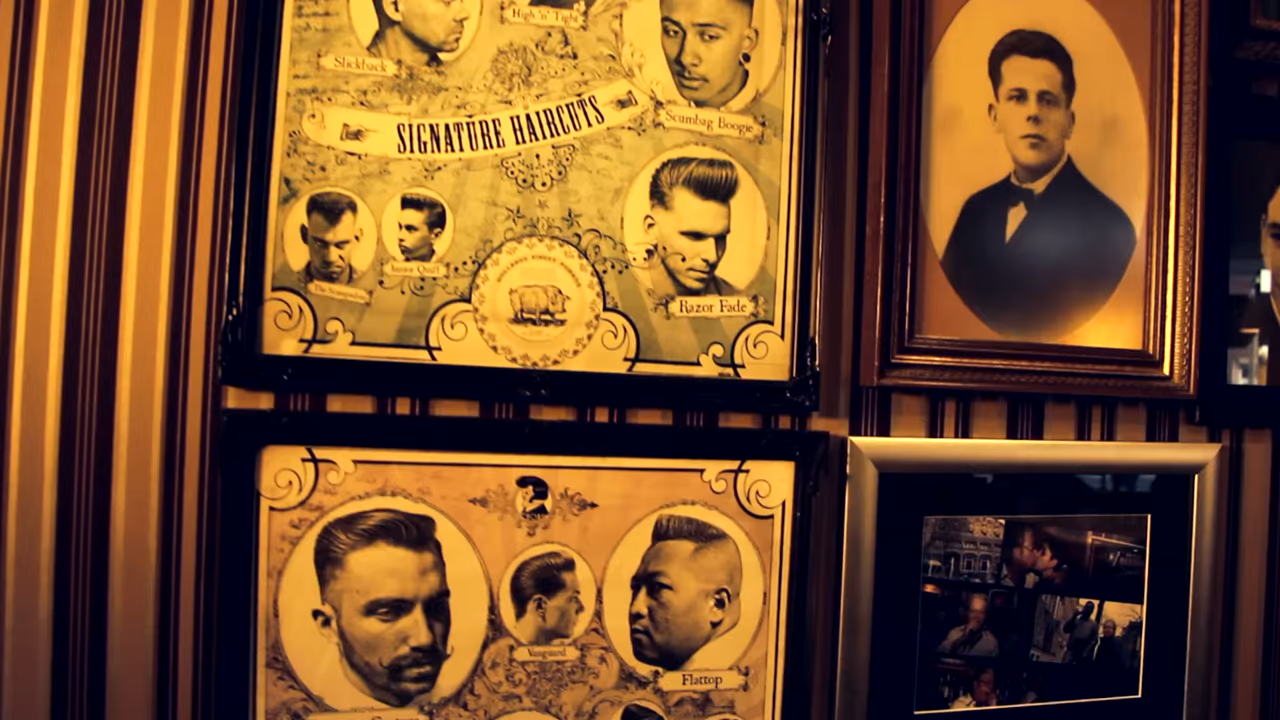 High 'n' Tight
Slickback
Scumbag Boogie
SIGNATURE HAIRCUTS
Razor Fade
Vanguard
Flattop